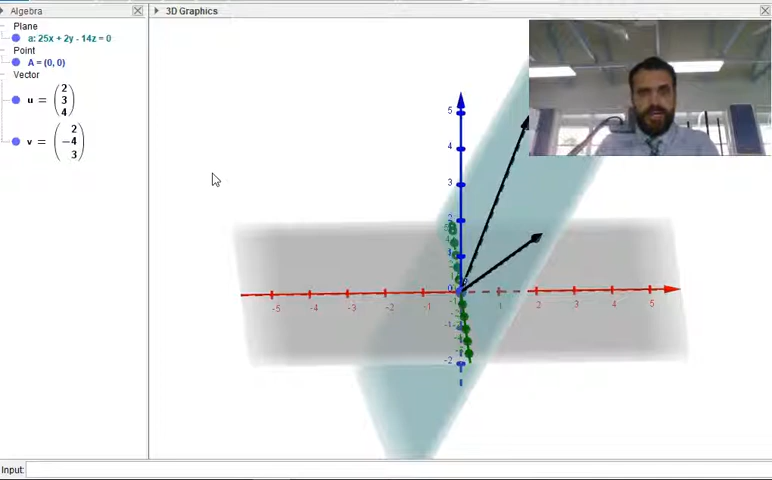 Algebra
3D Graphics
Plane
a: 25x + 2y - 14z = 0
Point
A = (0, 0)
Vector
u = (2 3 4)
v = (2 -4 3)
5
4
3
2
1
0
-1
-2
-5 -4 -3 -2 -1 1 2 3 4 5
Input: